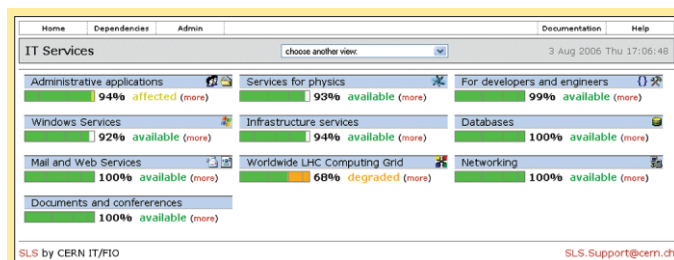 Home Dependencies Admin Documentation Help
IT Services choose another view: 3 Aug 2006 Thu 17:06:48
Administrative applications Services for physics For developers and engineers
94% affected (more) 93% available (more) 99% available (more)
Windows Services Infrastructure services Databases
92% available (more) 94% available (more) 100% available (more)
Mail and Web Services Worldwide LHC Computing Grid Networking
100% available (more) 68% degraded (more) 100% available (more)
Documents and confererences
100% available (more)
SLS by CERN IT/FIO SLS.Support@cern.ch